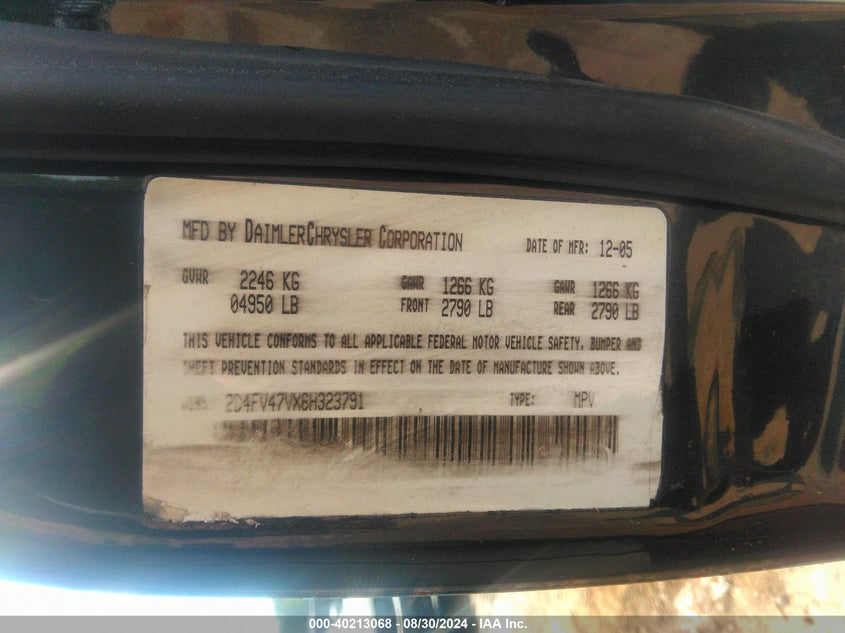 MFD BY DAIMLERCHRYSLER CORPORATION DATE OF MFR: 12-05
GVWR 2246 KG GAWR 1266 KG GAWR 1266 KG
04950 LB FRONT 2790 LB REAR 2790 LB
THIS VEHICLE CONFORMS TO ALL APPLICABLE FEDERAL MOTOR VEHICLE SAFETY, BUMPER AND
THEFT PREVENTION STANDARDS IN EFFECT ON THE DATE OF MANUFACTURE SHOWN ABOVE.
VIN: 2D4FV47VX6H323791 TYPE: MPV
000-40213068 - 08/30/2024 - IAA Inc.